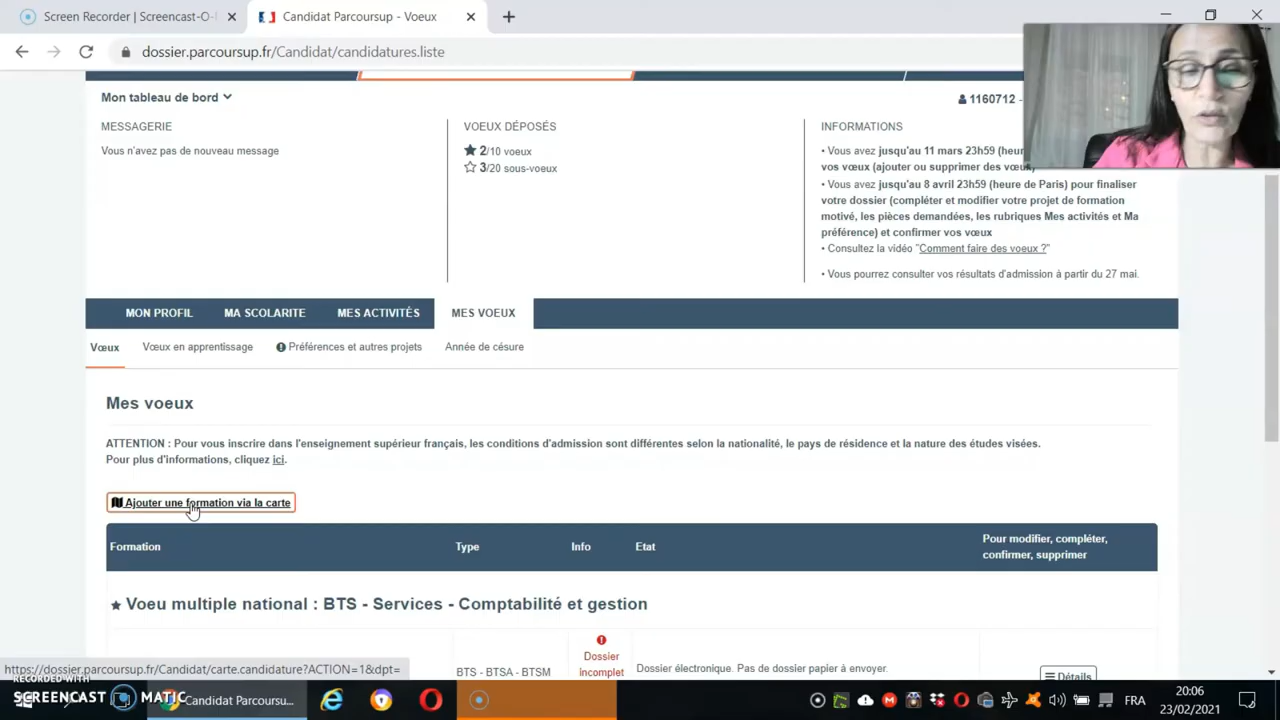 Screen Recorder | Screencast-O-
Candidat Parcoursup - Voeux
dossier.parcoursup.fr/Candidat/candidatures.liste
Mon tableau de bord
1160712 -
MESSAGERIE
Vous n'avez pas de nouveau message
VOEUX DÉPOSÉS
2/10 voeux
3/20 sous-voeux
INFORMATIONS
• Vous avez jusqu'au 11 mars 23h59 (heur
vos vœux (ajouter ou supprimer des vœu
• Vous avez jusqu'au 8 avril 23h59 (heure de Paris) pour finaliser
votre dossier (compléter et modifier votre projet de formation
motivé, les pièces demandées, les rubriques Mes activités et Ma
préférence) et confirmer vos vœux
• Consultez la vidéo "Comment faire des voeux ?"
• Vous pourrez consulter vos résultats d'admission à partir du 27 mai.
MON PROFIL
MA SCOLARITE
MES ACTIVITÉS
MES VOEUX
Vœux
Vœux en apprentissage
Préférences et autres projets
Année de césure
Mes voeux
ATTENTION : Pour vous inscrire dans l'enseignement supérieur français, les conditions d'admission sont différentes selon la nationalité, le pays de résidence et la nature des études visées.
Pour plus d'informations, cliquez ici.
Ajouter une formation via la carte
Formation
Type
Info
Etat
Pour modifier, compléter,
confirmer, supprimer
Voeu multiple national : BTS - Services - Comptabilité et gestion
Dossier
incomplet
BTS - BTSA - BTSM
Dossier électronique. Pas de dossier papier à envoyer.
Détails
https://dossier.parcoursup.fr/Candidat/carte.candidature?ACTION=1&dpt=
RECORDED WITH
SCREENCAST MATIC
Candidat Parcoursu...
FRA
20:06
23/02/2021